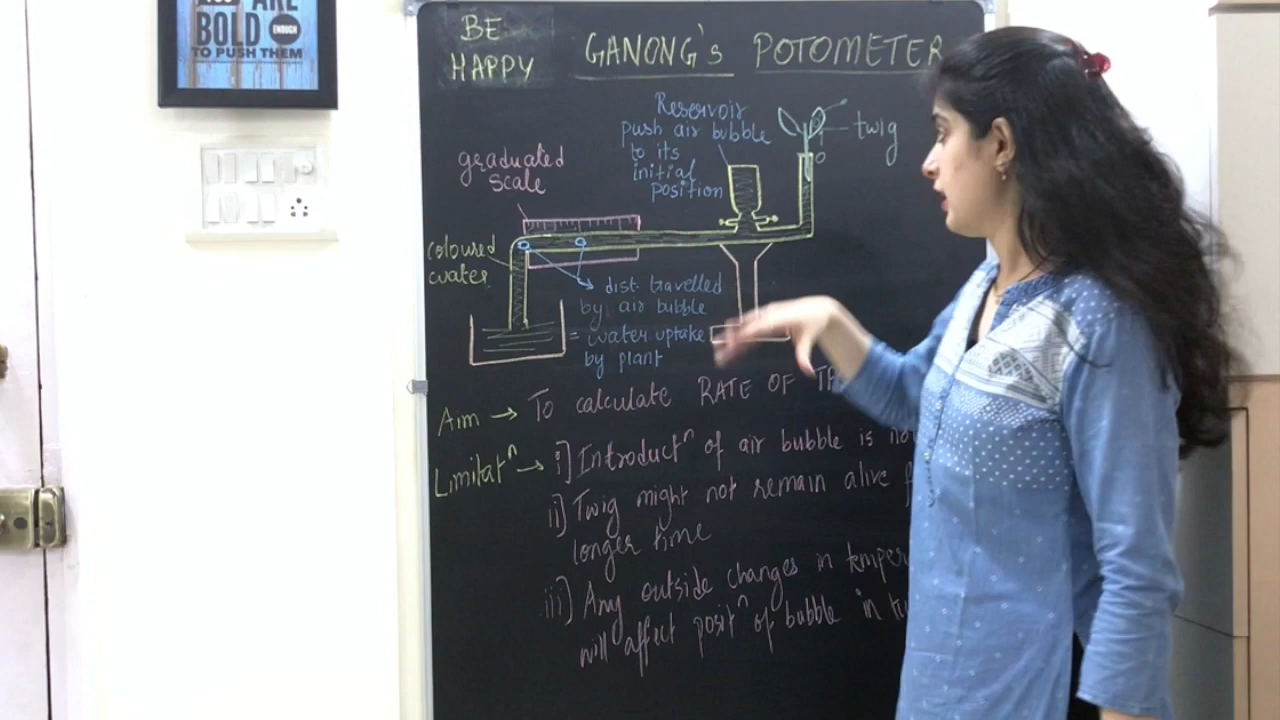 ARE
BOLD ENOUGH
TO PUSH THEM
BE
HAPPY
GANONG's POTOMETER
Reservoir
push air bubble
to its
initial
position
twig
graduated
scale
coloured
water
dist. travelled
by air bubble
= water uptake
by plant
Aim → To calculate RATE OF
Limitatⁿ → i] Introductⁿ of air bubble is
ii] Twig might not remain alive
longer time
iii] Any outside changes in
will affect positⁿ of bubble in